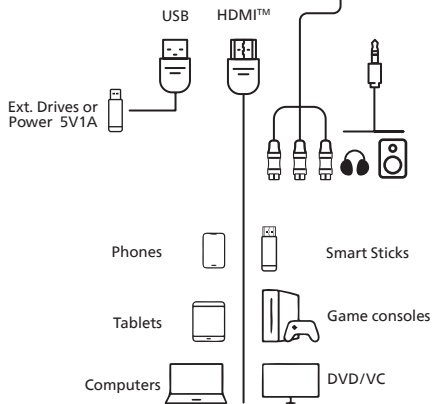 USB HDMI™
Ext. Drives or
Power 5V1A
Phones Smart Sticks
Tablets Game consoles
Computers DVD/VC